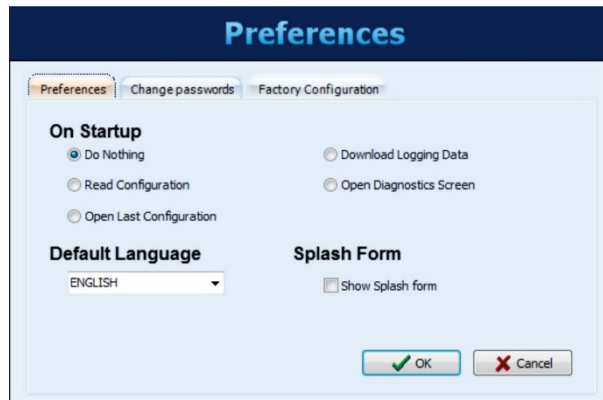 Preferences
Preferences Change passwords Factory Configuration
On Startup
Do Nothing Download Logging Data
Read Configuration Open Diagnostics Screen
Open Last Configuration
Default Language Splash Form
ENGLISH Show Splash form
OK Cancel